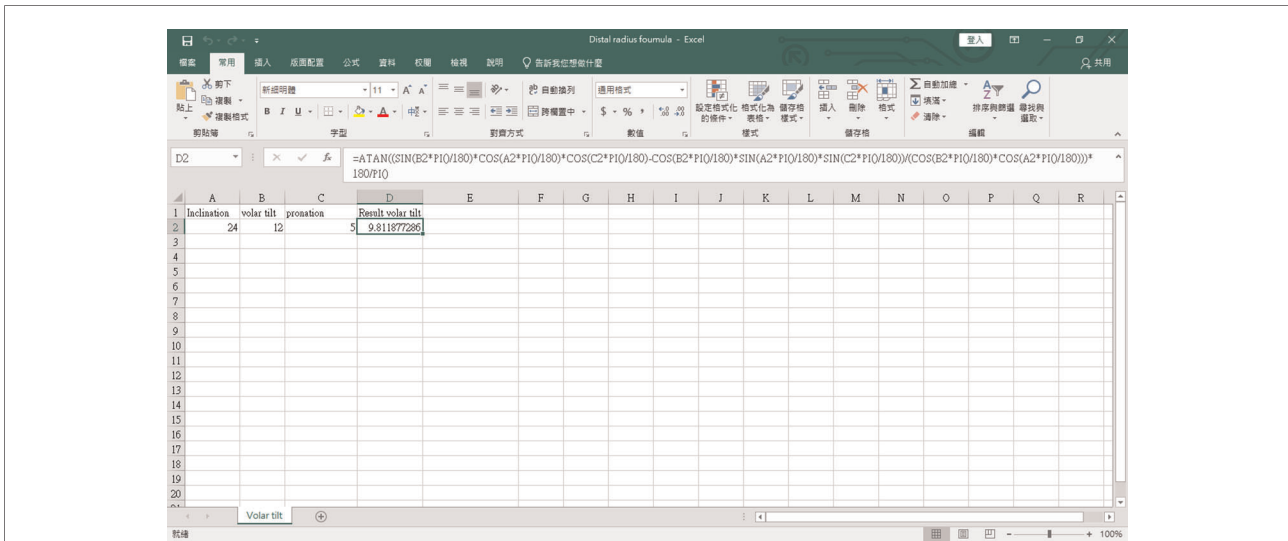 Distal radius foumula - Excel
登入
檔案 常用 插入 版面配置 公式 資料 校閱 檢視 說明 告訴我您想做什麼 共用
剪下
複製
複製格式
貼上
剪貼簿
新細明體 11 A A
B I U A 中
字型
自動換列
跨欄置中
對齊方式
通用格式
$ % ,
數值
設定格式化的條件 格式化為表格 儲存格樣式
樣式
插入 刪除 格式
儲存格
自動加總
填滿
清除
排序與篩選 尋找與選取
編輯
D2 fx =ATAN((SIN(B2*PI()/180)*COS(A2*PI()/180)*COS(C2*PI()/180)-COS(B2*PI()/180)*SIN(A2*PI()/180)*SIN(C2*PI()/180))/(COS(B2*PI()/180)*COS(A2*PI()/180)))*
180/PI()
A B C D E F G H I J K L M N O P Q R
1 Inclination volar tilt pronation Result volar tilt
2 24 12 5 9.811877286
3
4
5
6
7
8
9
10
11
12
13
14
15
16
17
18
19
20
Volar tilt
就緒 100%